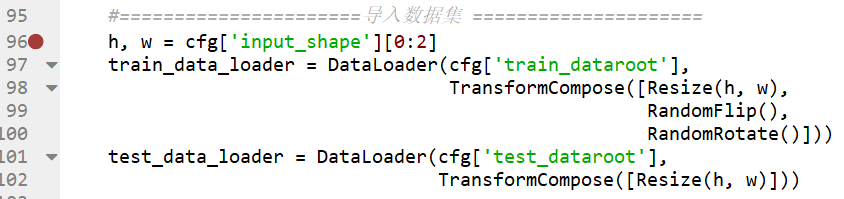 95 #====================== 导入数据集 =====================
96 h, w = cfg['input_shape'][0:2]
97 train_data_loader = DataLoader(cfg['train_dataroot'],
98 TransformCompose([Resize(h, w),
99 RandomFlip(),
100 RandomRotate()]))
101 test_data_loader = DataLoader(cfg['test_dataroot'],
102 TransformCompose([Resize(h, w)]))